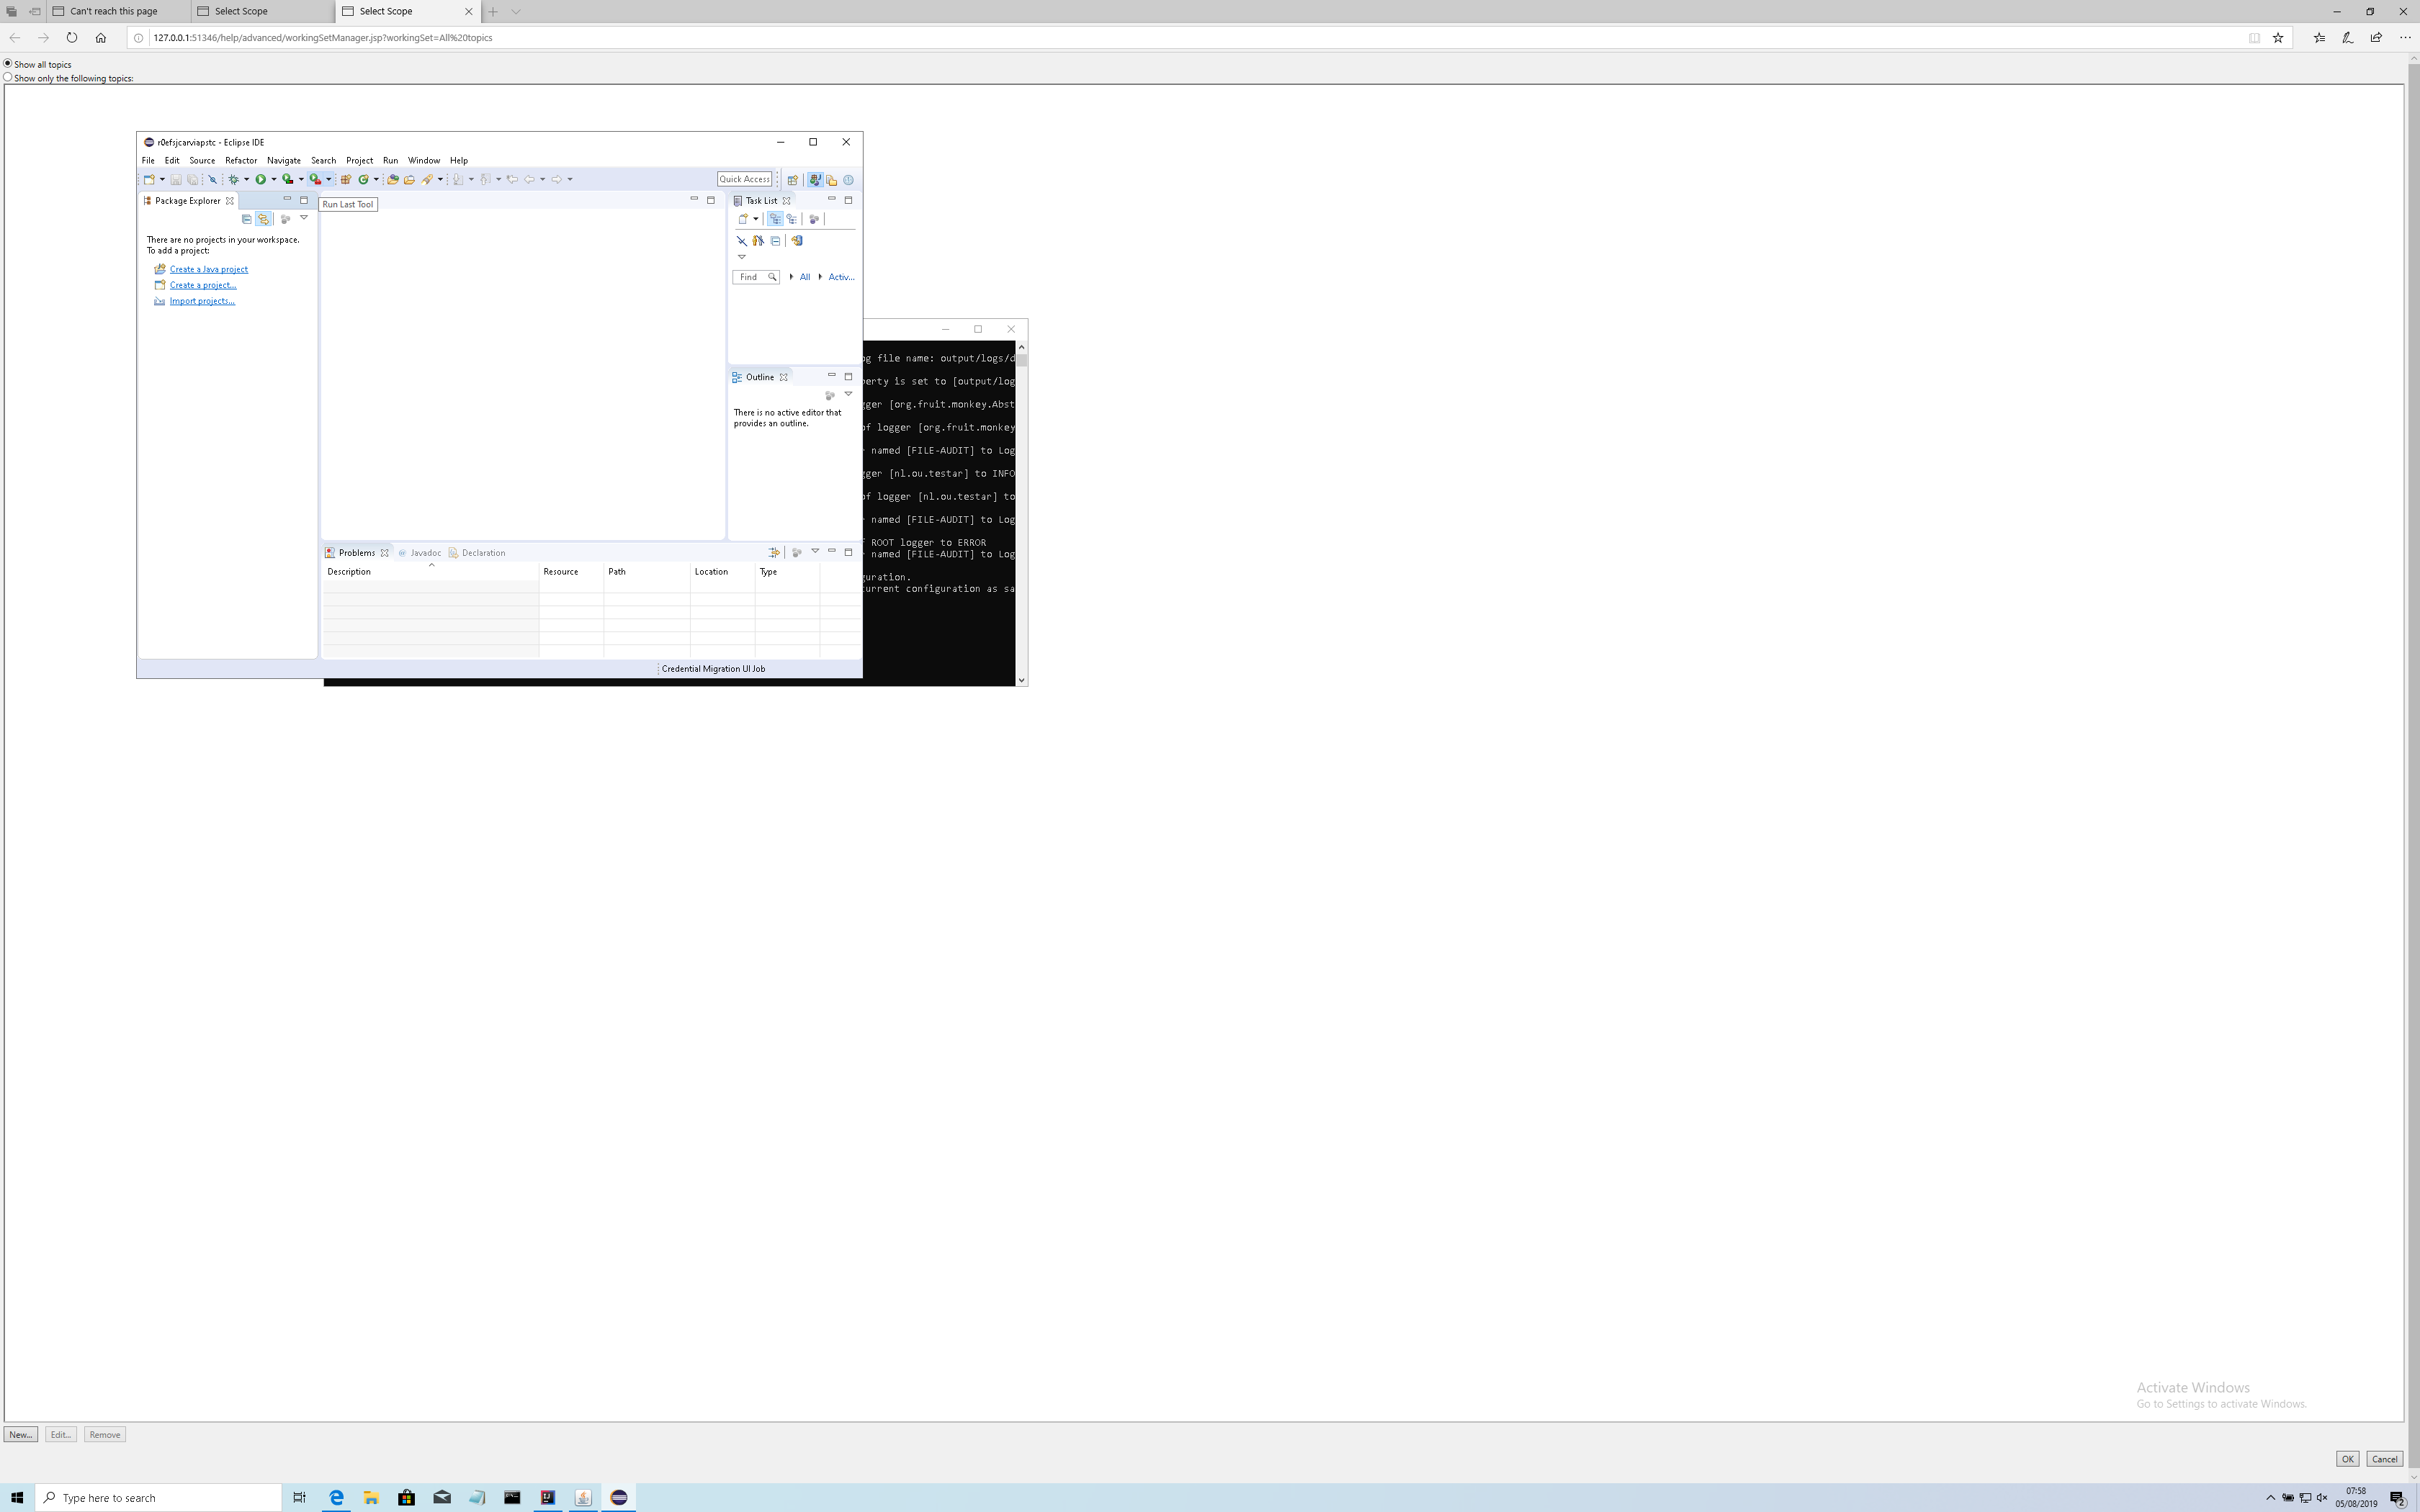 Can't reach this page
Select Scope
Select Scope
127.0.0.1:51346/help/advanced/workingSetManager.jsp?workingSet=All%20topics
Show all topics
Show only the following topics:
r0efsjcarviapstc - Eclipse IDE
File Edit Source Refactor Navigate Search Project Run Window Help
Quick Access
Package Explorer
Run Last Tool
There are no projects in your workspace.
To add a project:
Create a Java project
Create a project...
Import projects...
Task List
Find
All
Activ...
Outline
There is no active editor that
provides an outline.
Problems
Javadoc
Declaration
Description
Resource
Path
Location
Type
Credential Migration UI Job
og file name: output/logs/d
perty is set to [output/log
gger [org.fruit.monkey.Abst
of logger [org.fruit.monkey
named [FILE-AUDIT] to Log
gger [nl.ou.testar] to INFO
of logger [nl.ou.testar] to
named [FILE-AUDIT] to Log
ROOT logger to ERROR
named [FILE-AUDIT] to Log
guration.
current configuration as sa
Activate Windows
Go to Settings to activate Windows.
New...
Edit...
Remove
OK
Cancel
Type here to search
07:58
05/08/2019
2